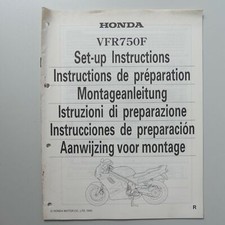 HONDA
VFR750F
Set-up Instructions
Instructions de préparation
Montageanleitung
Istruzioni di preparazione
Instrucciones de preparación
Aanwijzing voor montage
R